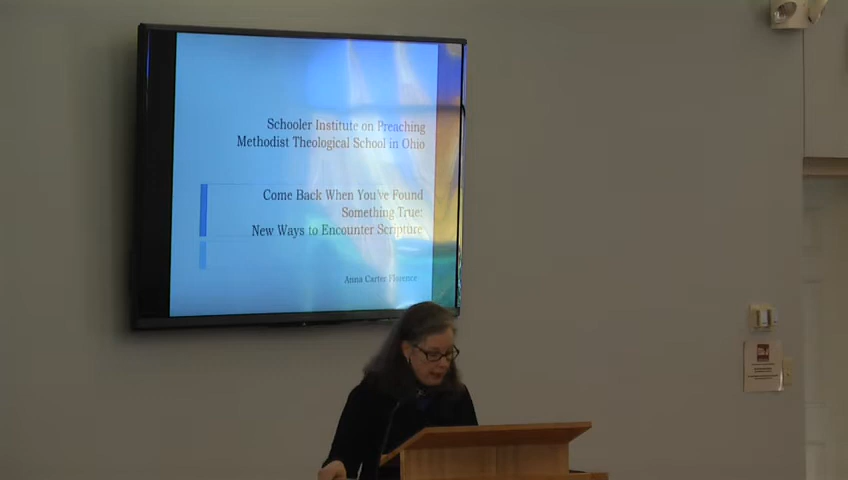 Schooler Institute on Preaching
Methodist Theological School in Ohio
Come Back When You've Found
Something True:
New Ways to Encounter Scripture
Anna Carter Florence